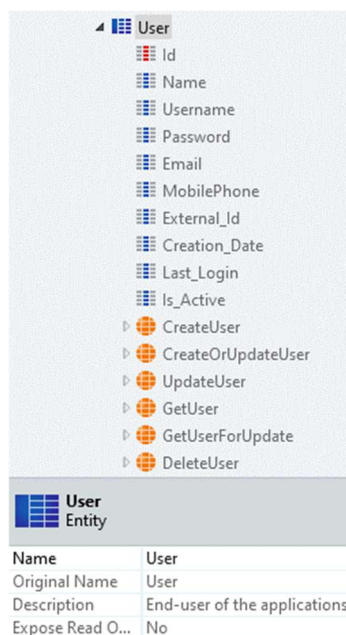 User
Id
Name
Username
Password
Email
MobilePhone
External_Id
Creation_Date
Last_Login
Is_Active
CreateUser
CreateOrUpdateUser
UpdateUser
GetUser
GetUserForUpdate
DeleteUser
User
Entity
Name User
Original Name User
Description End-user of the applications
Expose Read O... No